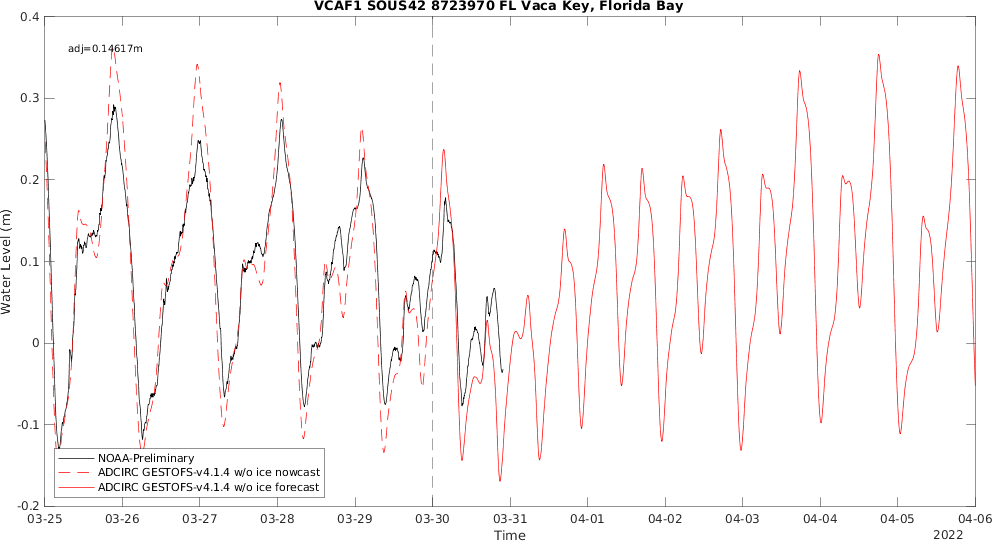 VCAF1 SOUS42 8723970 FL Vaca Key, Florida Bay
0.4
adj=0.14617m
0.3
0.2
0.1
0
-0.1
-0.2
Water Level (m)
NOAA-Preliminary
ADCIRC GESTOFS-v4.1.4 w/o ice nowcast
ADCIRC GESTOFS-v4.1.4 w/o ice forecast
03-25 03-26 03-27 03-28 03-29 03-30 03-31 04-01 04-02 04-03 04-04 04-05 04-06
Time
2022